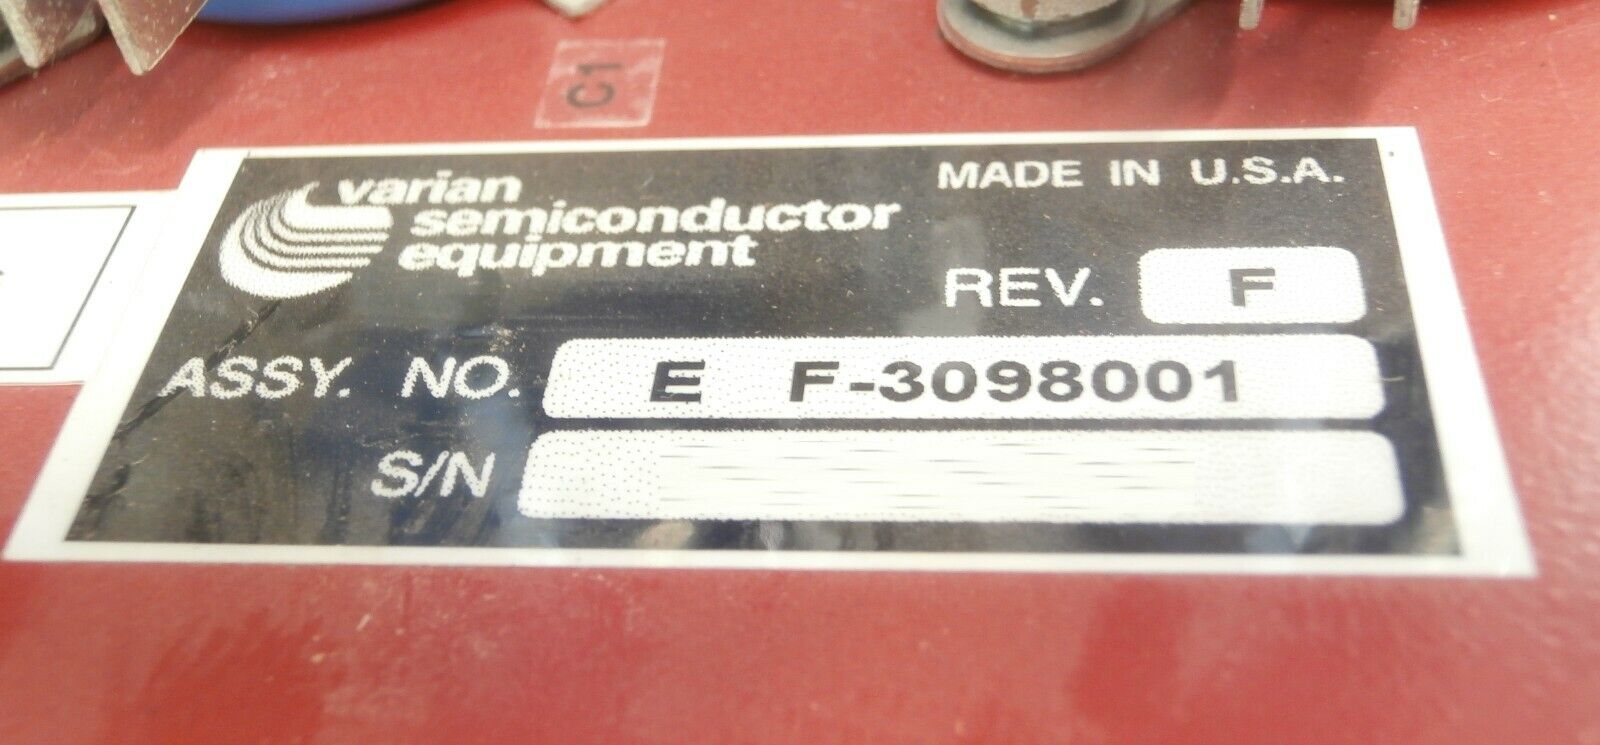 C1
varian
semiconductor
equipment
MADE IN U.S.A.
REV. F
ASSY. NO. E F-3098001
S/N